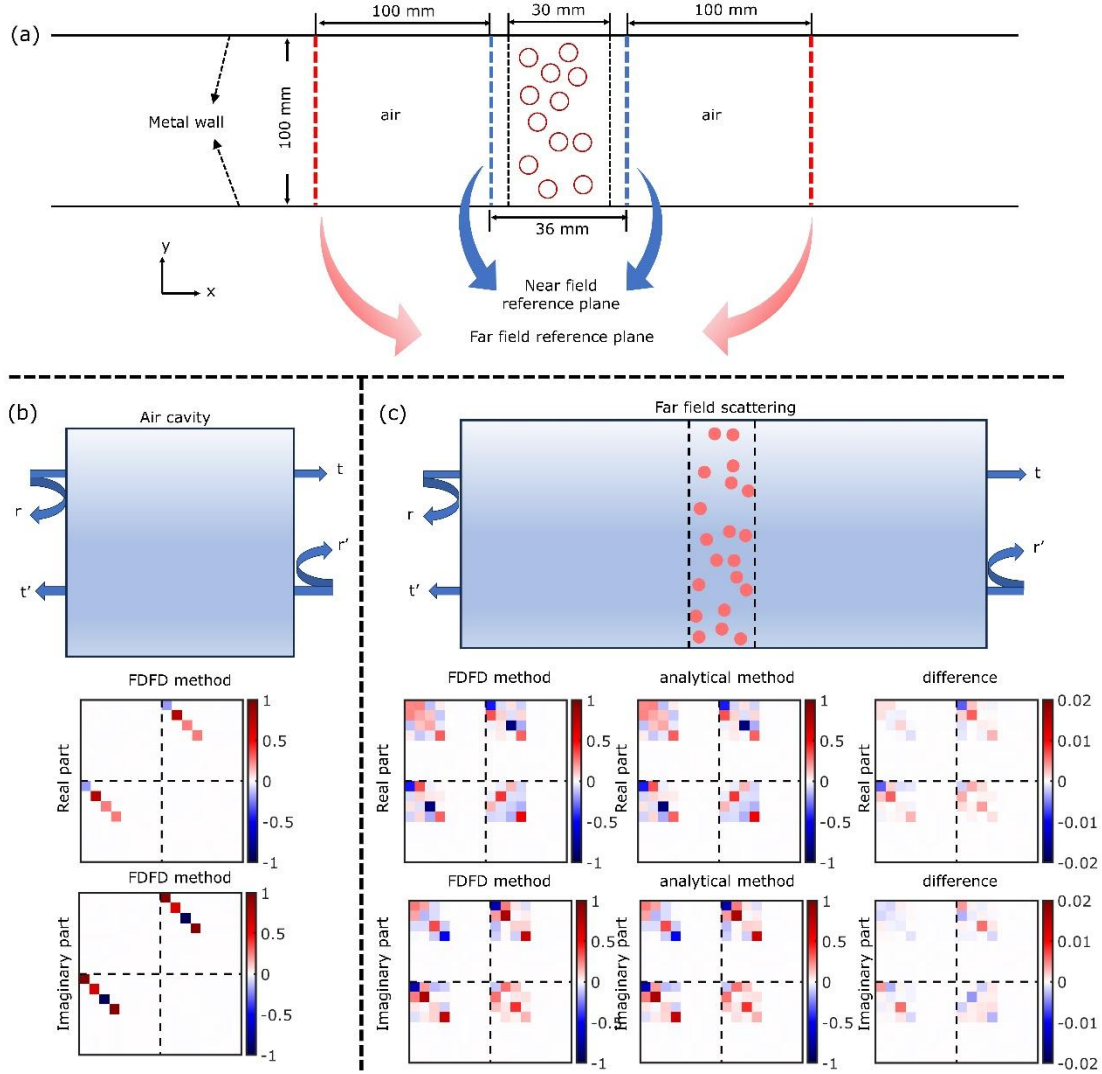 (a)
100 mm
30 mm
100 mm
Metal wall
100 mm
air
air
36 mm
y
x
Near field
reference plane
Far field reference plane
(b)
Air cavity
t
r
r'
t'
FDFD method
Real part
1
0.5
0
-0.5
-1
FDFD method
Imaginary part
1
0.5
0
-0.5
-1
(c)
Far field scattering
t
r
r'
t'
FDFD method
analytical method
difference
Real part
1
0.5
0
-0.5
-1
Real part
1
0.5
0
-0.5
-1
Real part
0.02
0.01
0
-0.01
-0.02
FDFD method
analytical method
difference
Imaginary part
1
0.5
0
-0.5
-1
Imaginary part
1
0.5
0
-0.5
-1
Imaginary part
0.02
0.01
0
-0.01
-0.02